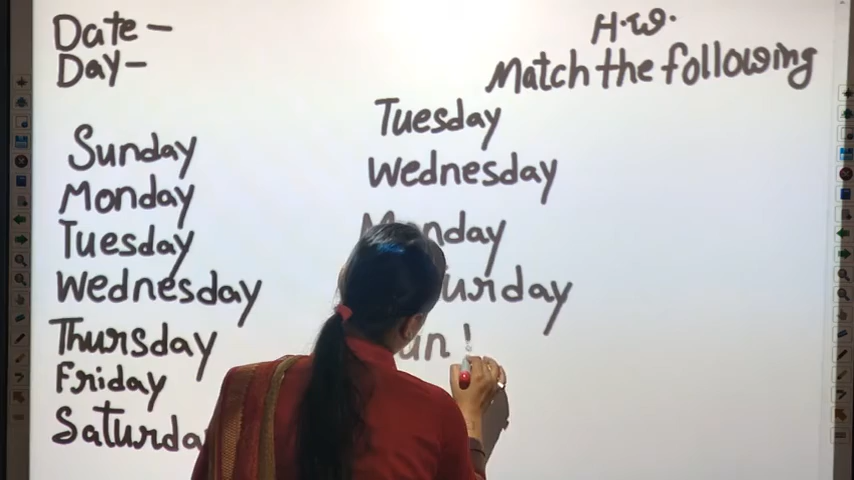 Date –
Day –
H.W.
Match the following
Sunday
Monday
Tuesday
Wednesday
Thursday
Friday
Tuesday
Wednesday